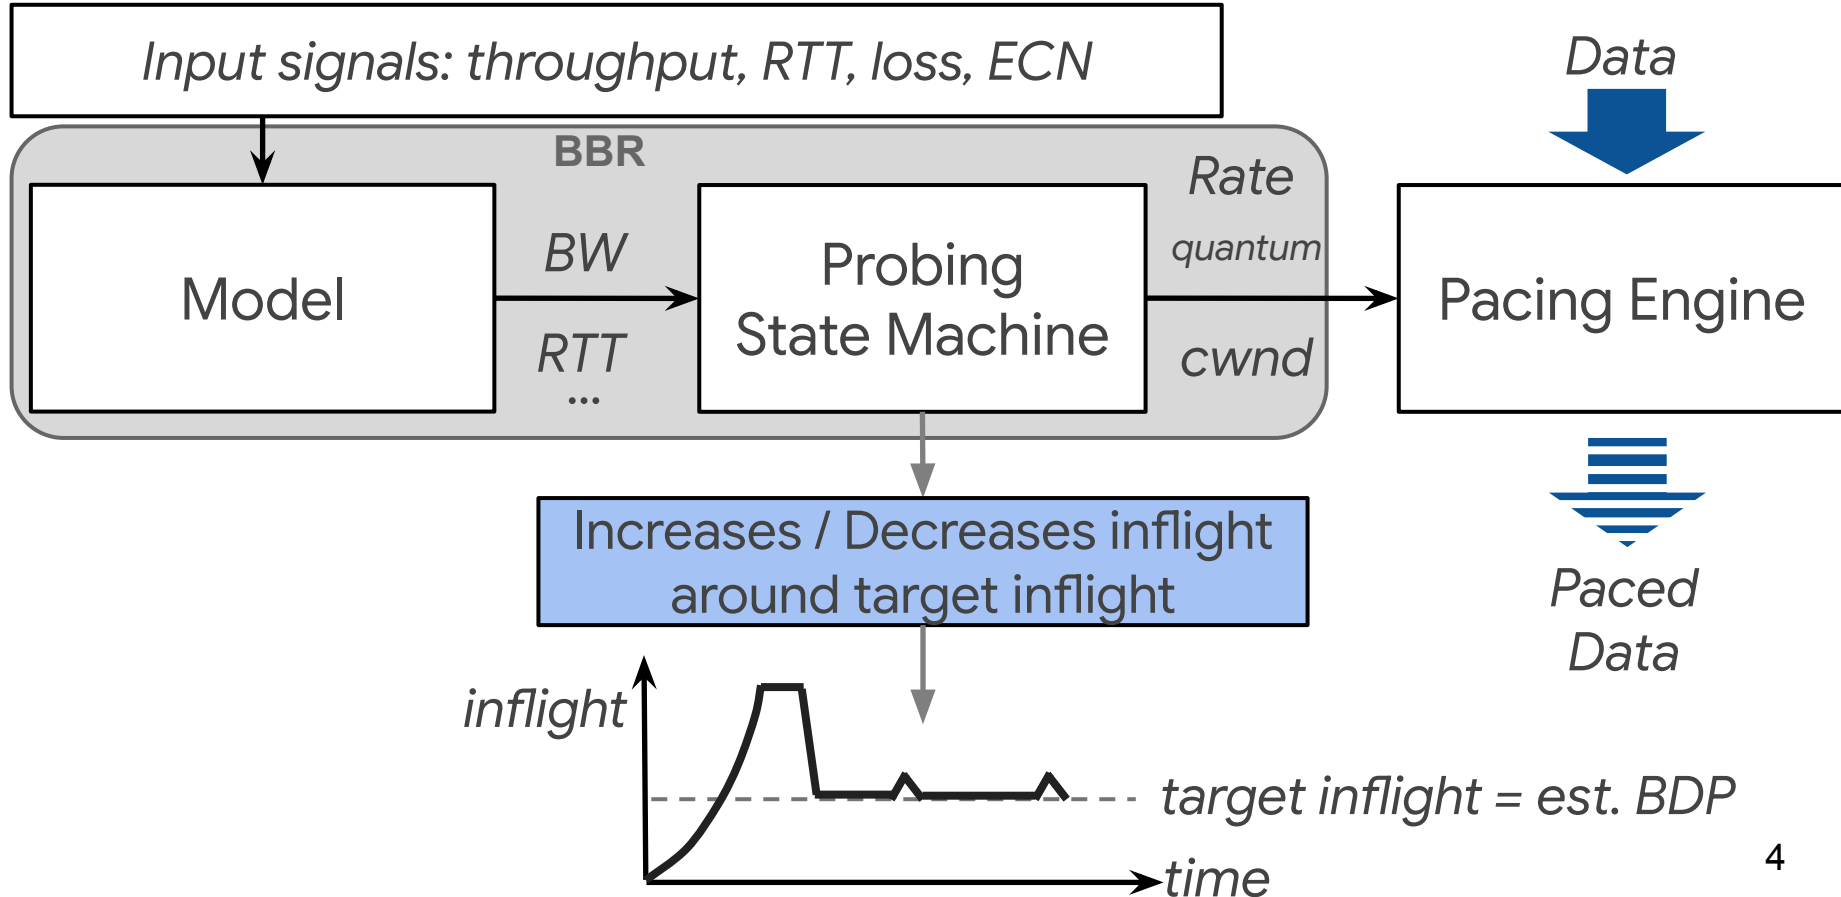 Input signals: throughput, RTT, loss, ECN
BBR
Model
BW
RTT
...
Probing
State Machine
Rate
quantum
cwnd
Data
Pacing Engine
Paced
Data
Increases / Decreases inflight
around target inflight
inflight
target inflight = est. BDP
time
4